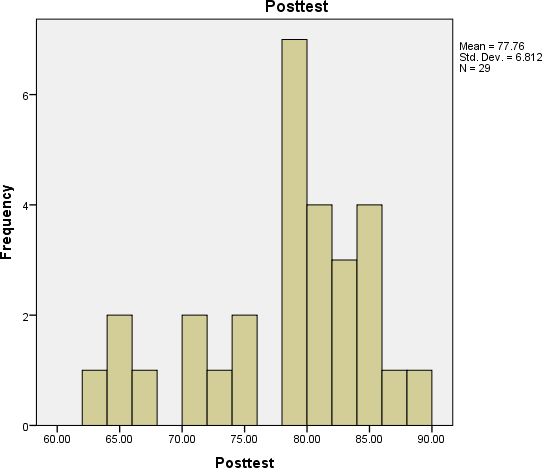 Posttest
Mean = 77.76
Std. Dev. = 6.812
N = 29
Frequency
6
4
2
0
60.00 65.00 70.00 75.00 80.00 85.00 90.00
Posttest